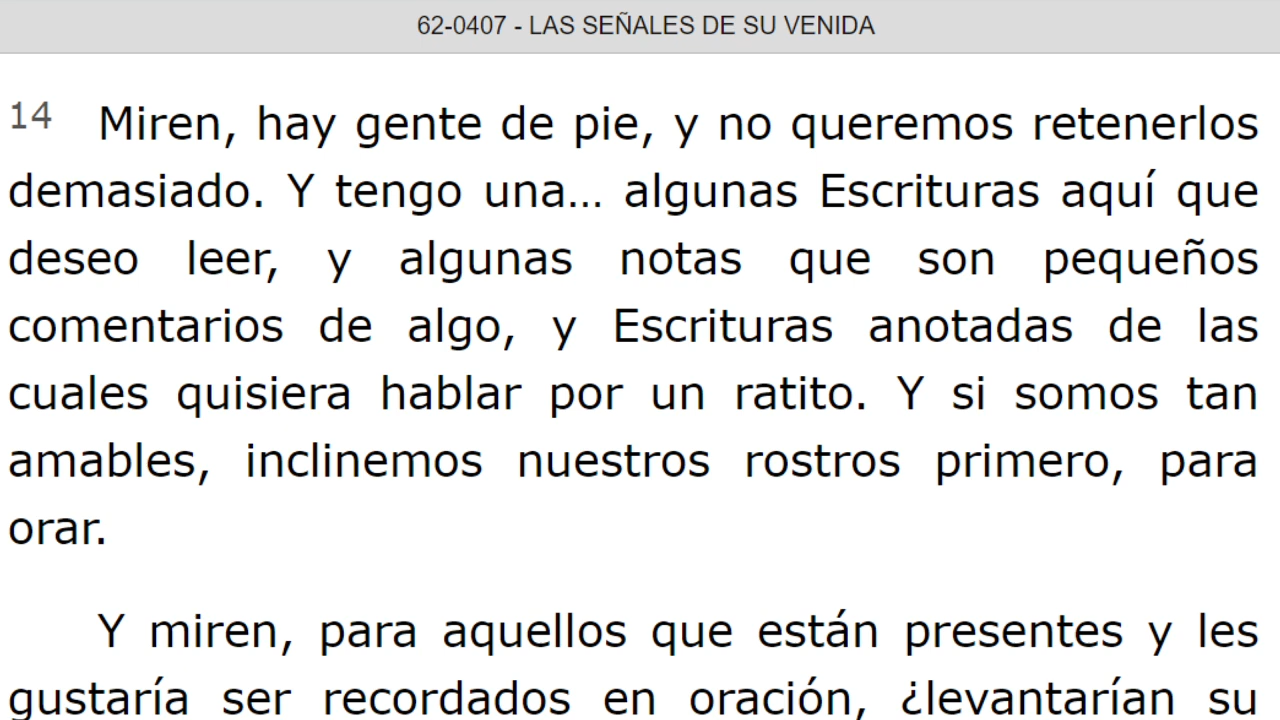 62-0407 - LAS SEÑALES DE SU VENIDA
14 Miren, hay gente de pie, y no queremos retenerlos
demasiado. Y tengo una... algunas Escrituras aquí que
deseo leer, y algunas notas que son pequeños
comentarios de algo, y Escrituras anotadas de las
cuales quisiera hablar por un ratito. Y si somos tan
amables, inclinemos nuestros rostros primero, para
orar.
Y miren, para aquellos que están presentes y les
gustaría ser recordados en oración, ¿levantarían su